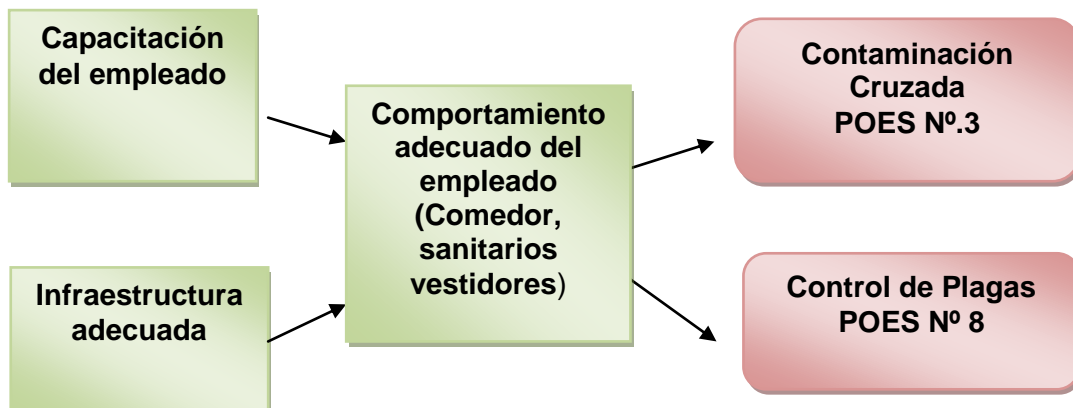 Capacitación
del empleado
Infraestructura
adecuada
Comportamiento
adecuado del
empleado
(Comedor,
sanitarios
vestidores)
Contaminación
Cruzada
POES Nº.3
Control de Plagas
POES Nº 8